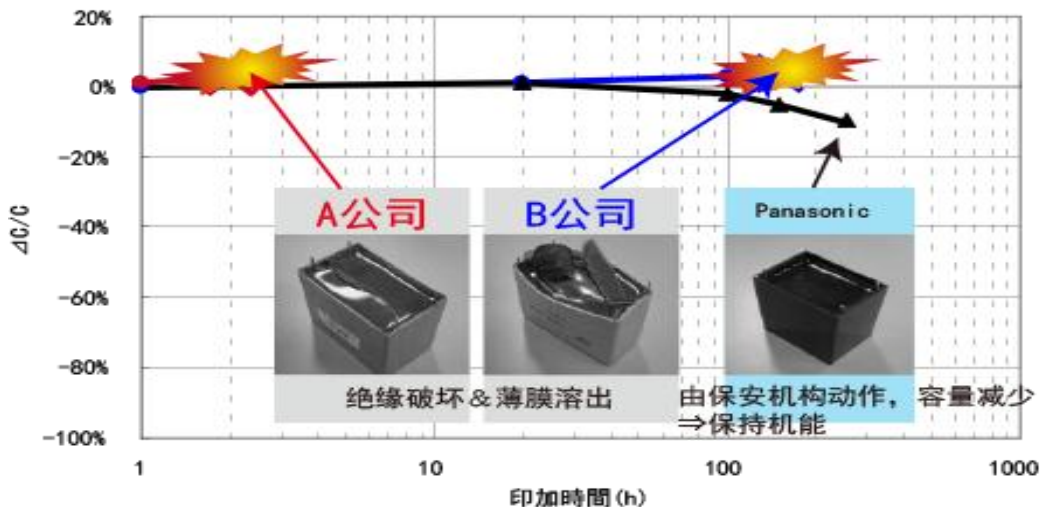 20%
0%
-20%
-40%
-60%
-80%
-100%
⊿C/C
A公司
B公司
Panasonic
绝缘破坏＆薄膜溶出
由保安机构动作，容量减少
⇒保持机能
1
10
100
1000
印加時間(h)